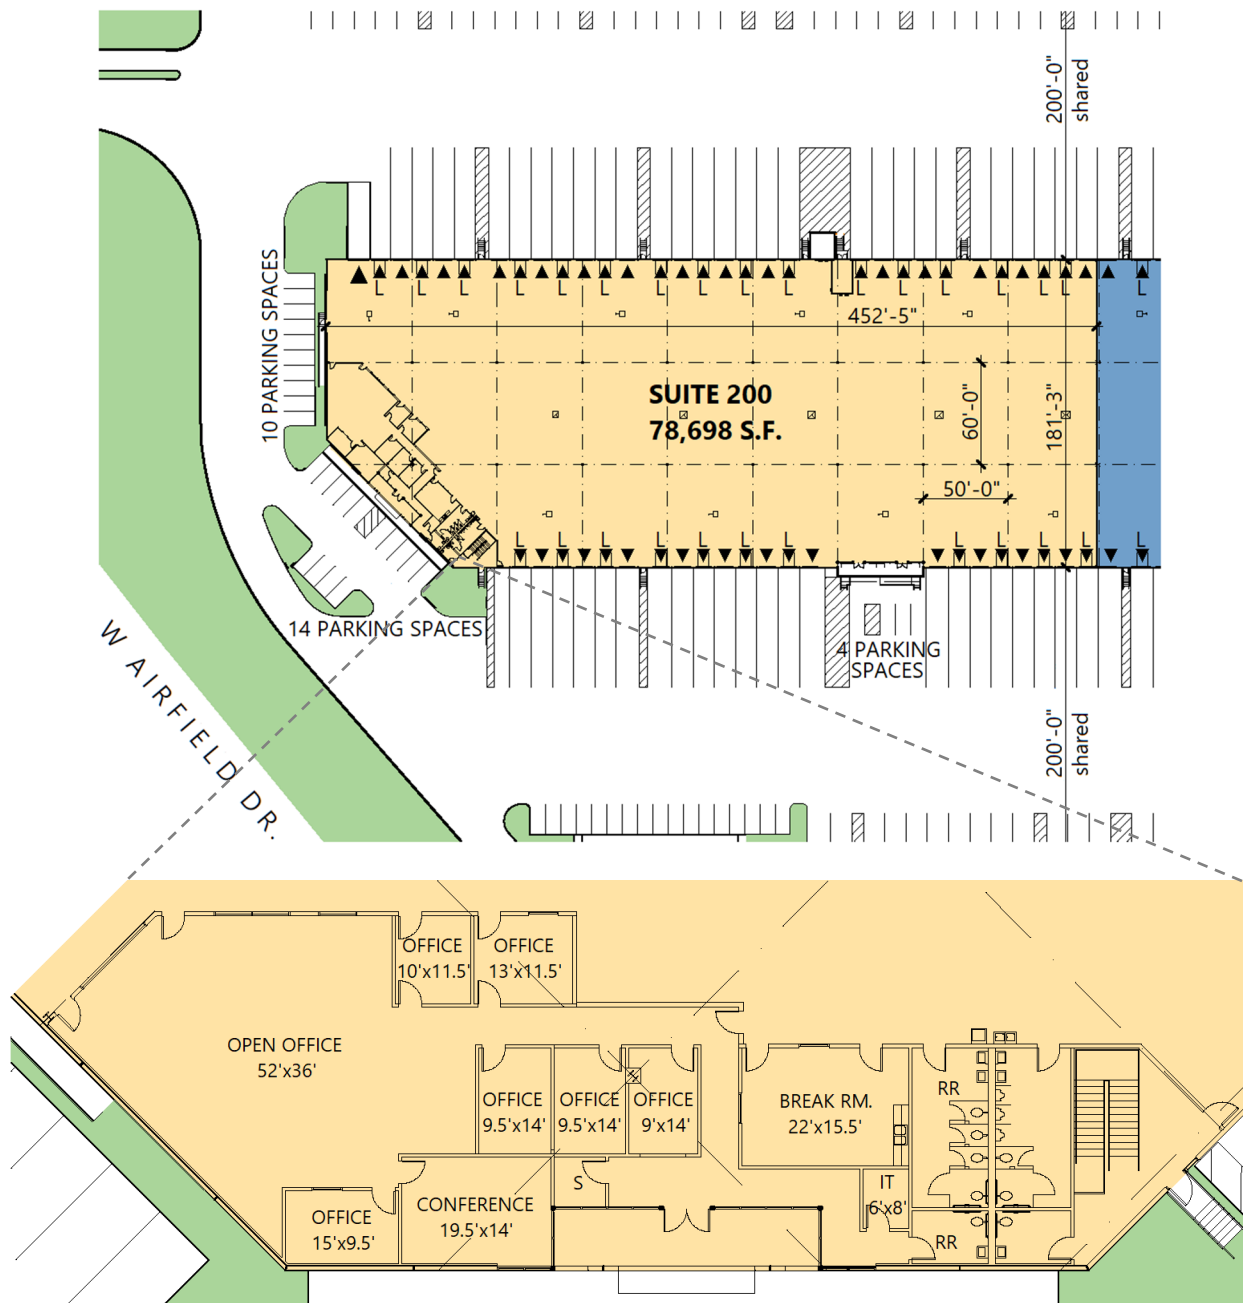 200'-0"
shared
10 PARKING SPACES
L L L L L L L L L L L L L L L L L
452'-5"
SUITE 200
78,698 S.F.
60'-0"
181'-3"
50'-0"
L L L L L L L L L L L
14 PARKING SPACES
4 PARKING
SPACES
W AIRFIELD DR.
200'-0"
shared
OFFICE
10'x11.5'
OFFICE
13'x11.5'
OPEN OFFICE
52'x36'
OFFICE
9.5'x14'
OFFICE
9.5'x14'
OFFICE
9'x14'
BREAK RM.
22'x15.5'
RR
S
IT
6'x8'
CONFERENCE
19.5'x14'
OFFICE
15'x9.5'
RR